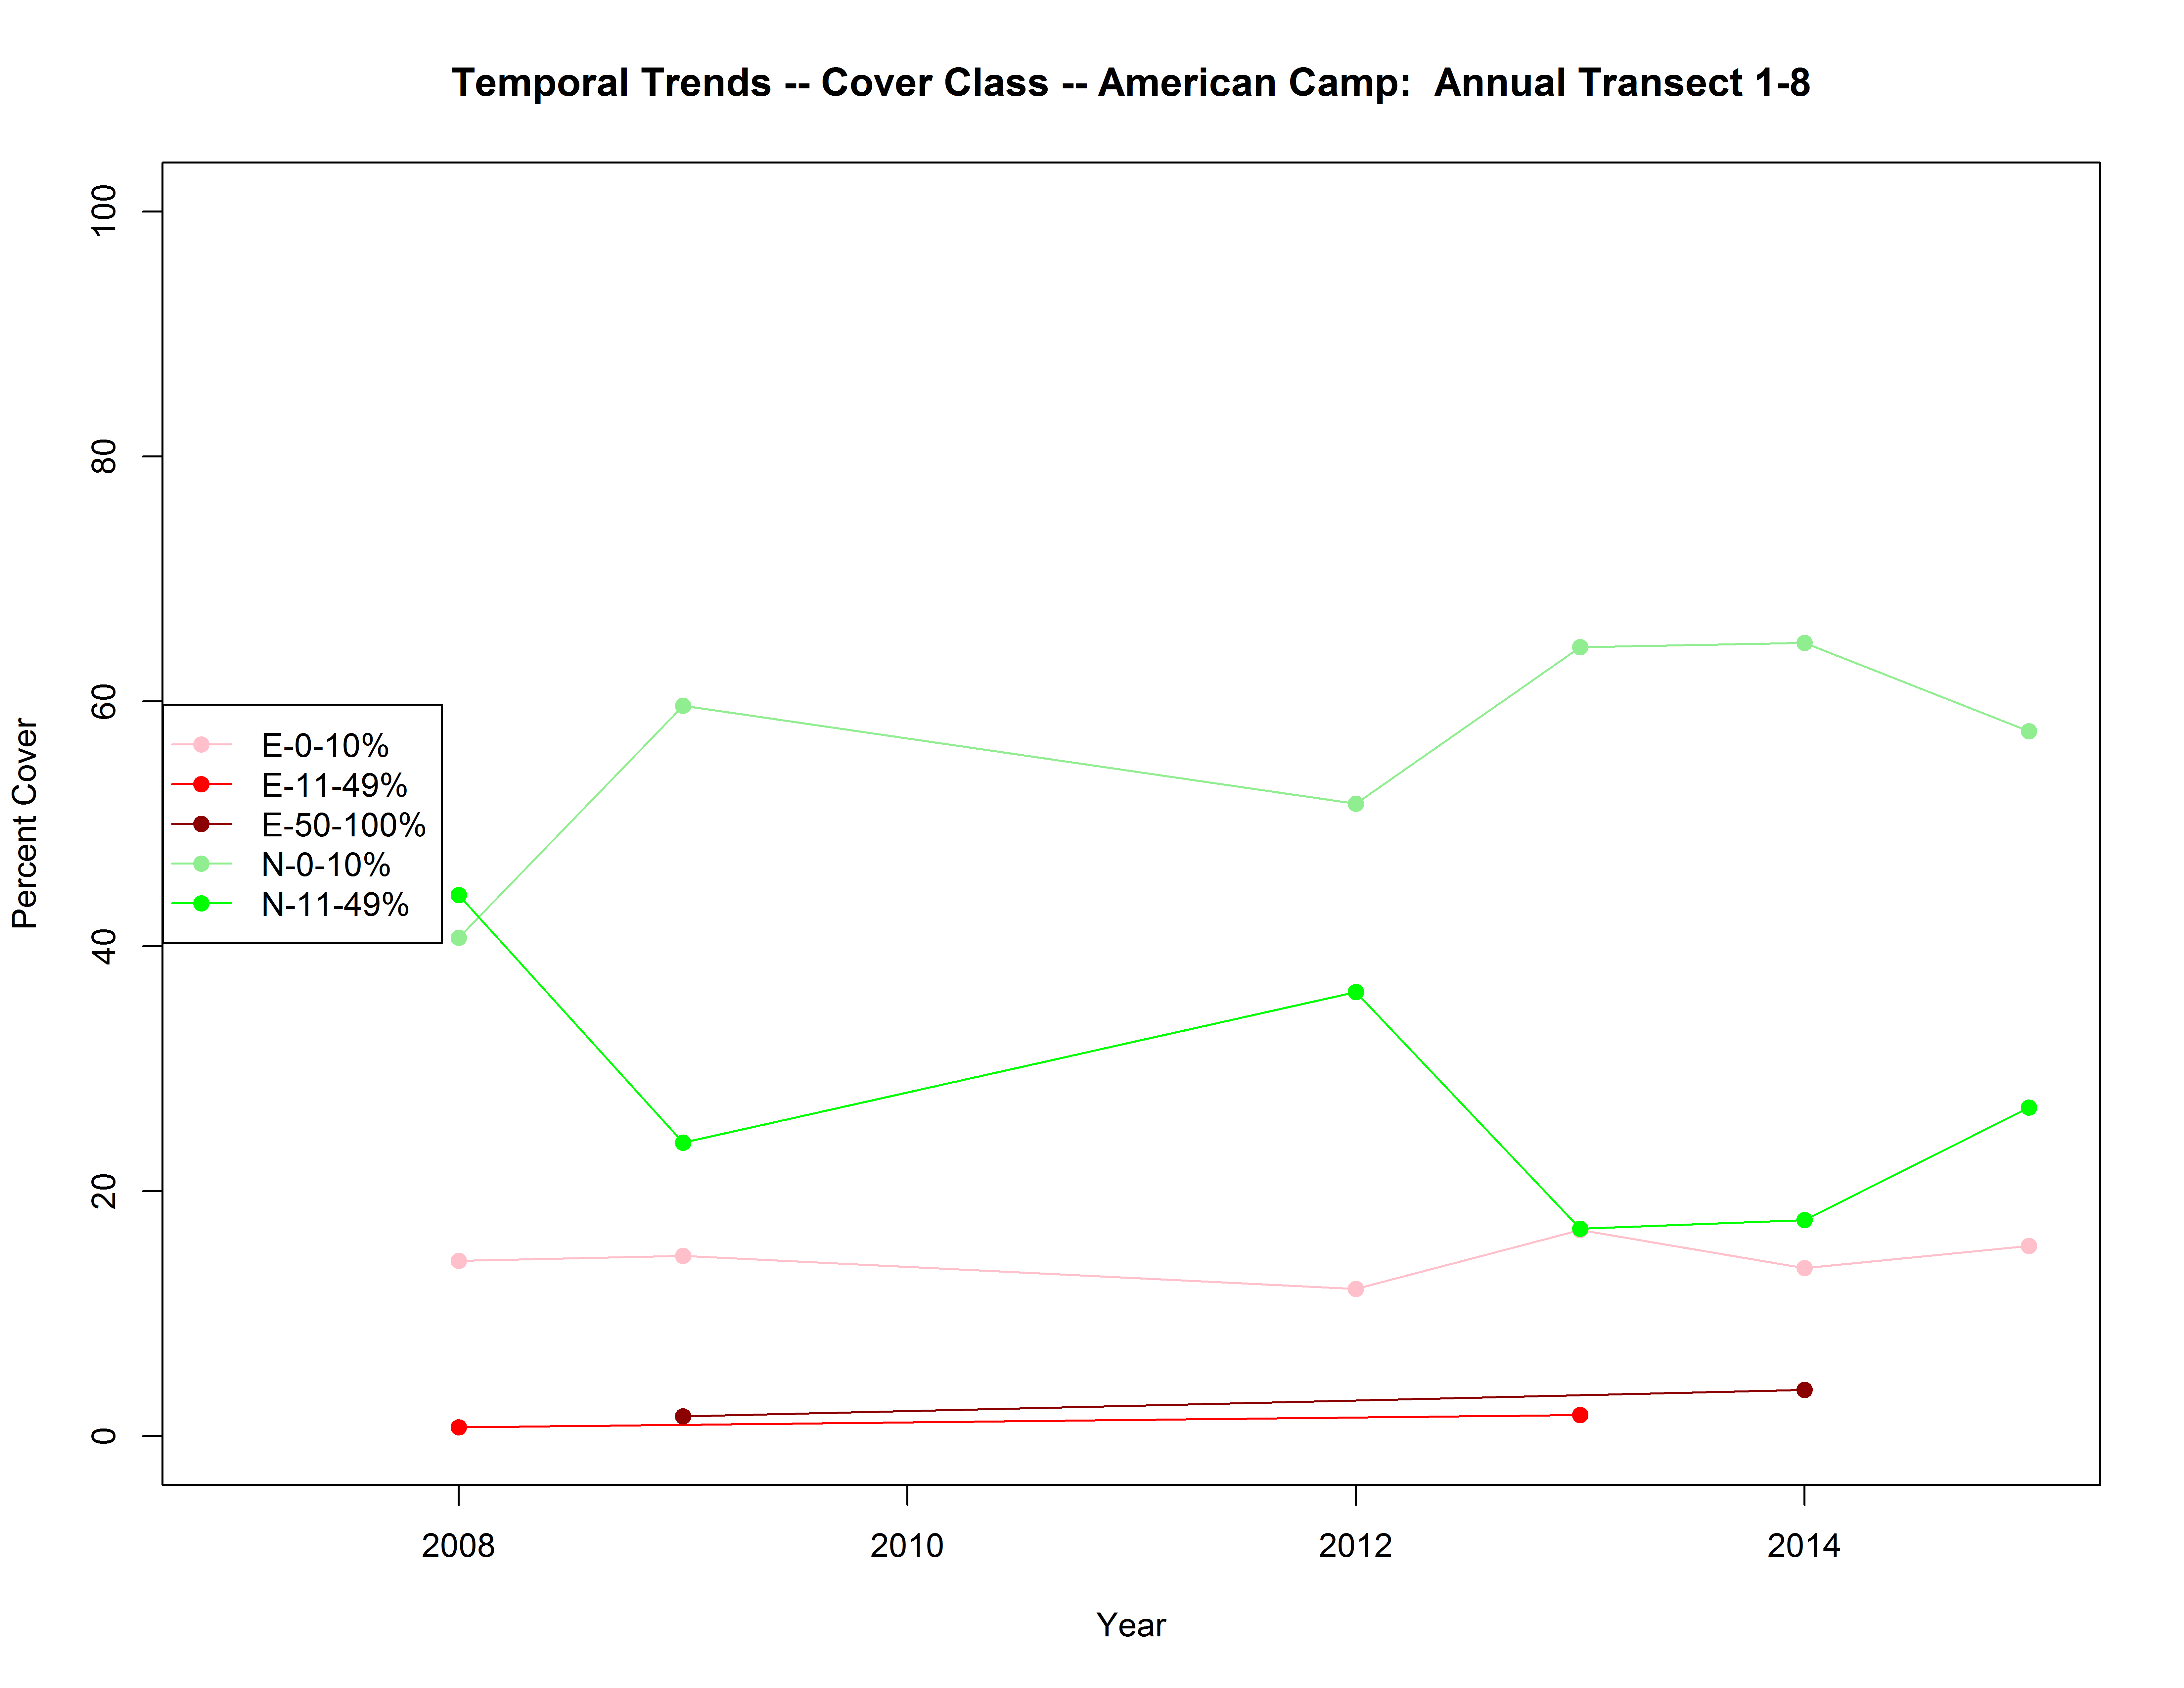 Temporal Trends -- Cover Class -- American Camp:  Annual Transect 1-8
Percent Cover
100
80
60
40
20
0
E-0-10%
E-11-49%
E-50-100%
N-0-10%
N-11-49%
2008 2010 2012 2014
Year